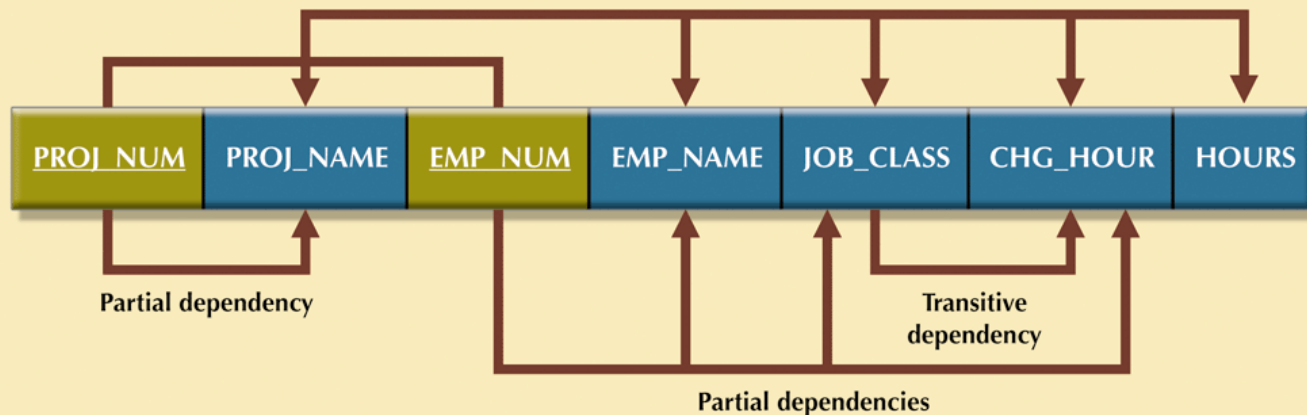 PROJ_NUM PROJ_NAME EMP_NUM EMP_NAME JOB_CLASS CHG_HOUR HOURS
Partial dependency
Transitive
dependency
Partial dependencies